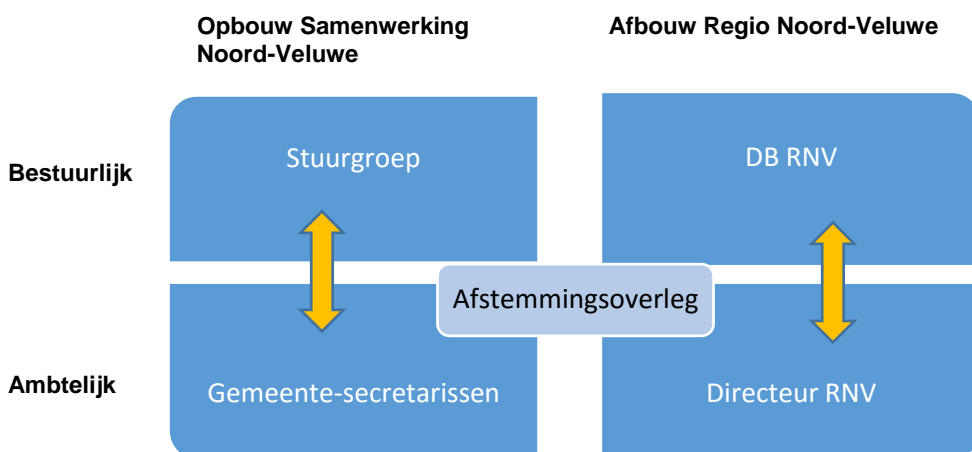 Opbouw Samenwerking
Noord-Veluwe
Afbouw Regio Noord-Veluwe
Bestuurlijk
Stuurgroep
DB RNV
Afstemmingsoverleg
Ambtelijk
Gemeente-secretarissen
Directeur RNV